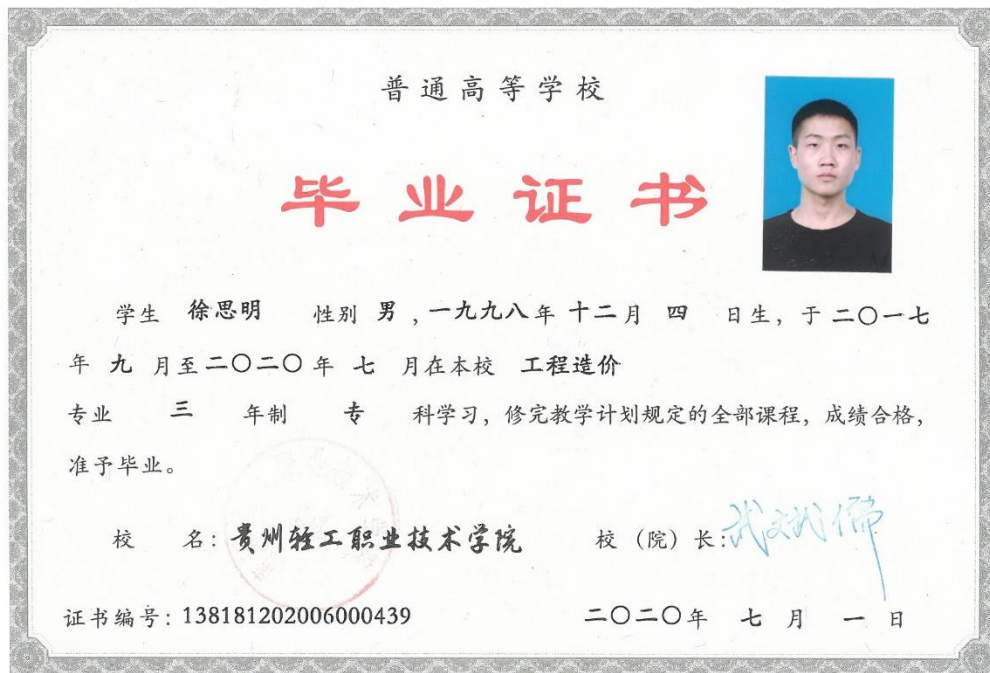 普通高等学校
毕业证书
学生 徐思明 性别 男 ，一九九八年 十二月 四 日生，于二〇一七
年 九 月至二〇二〇年 七 月在本校 工程造价
专业 三 年制 专 科学习，修完教学计划规定的全部课程，成绩合格，
准予毕业。
校 名：贵州轻工职业技术学院 校（院）长：
证书编号：138181202006000439 二〇二〇年 七 月 一 日